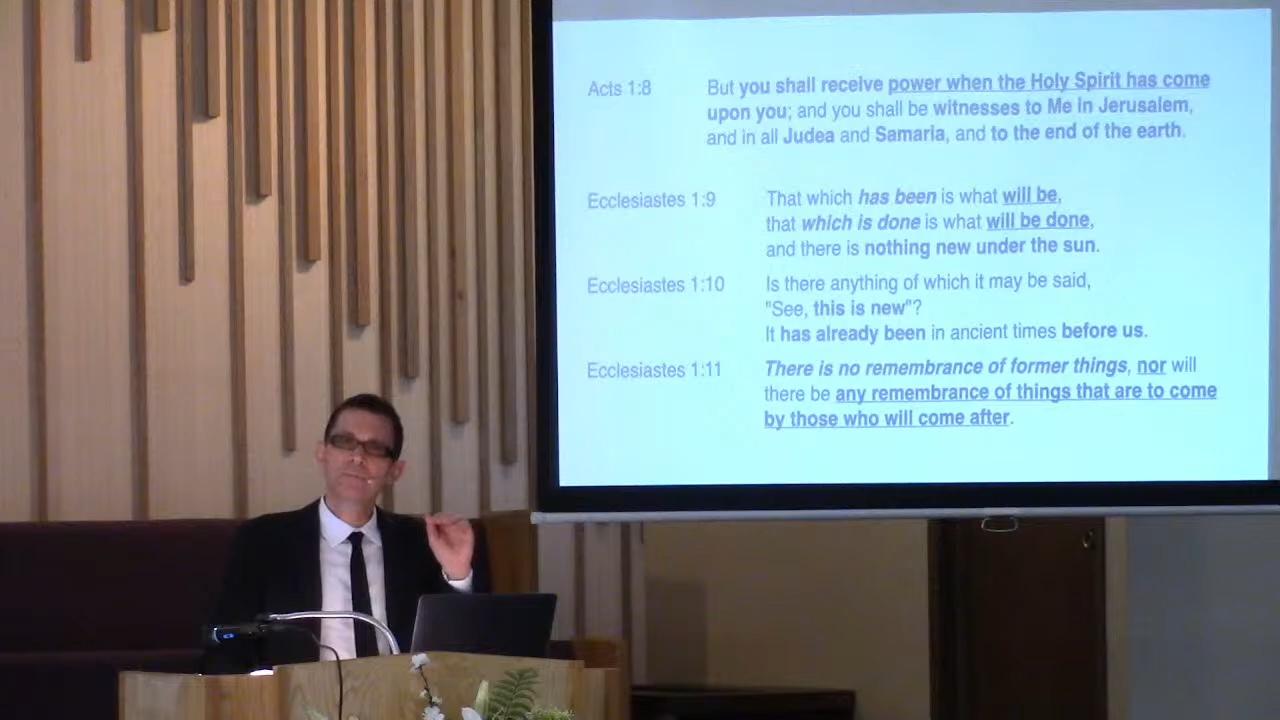 Acts 1:8 But you shall receive power when the Holy Spirit has come
upon you; and you shall be witnesses to Me in Jerusalem,
and in all Judea and Samaria, and to the end of the earth.
Ecclesiastes 1:9 That which has been is what will be,
that which is done is what will be done,
and there is nothing new under the sun.
Ecclesiastes 1:10 Is there anything of which it may be said,
"See, this is new"?
It has already been in ancient times before us.
Ecclesiastes 1:11 There is no remembrance of former things, nor will
there be any remembrance of things that are to come
by those who will come after.